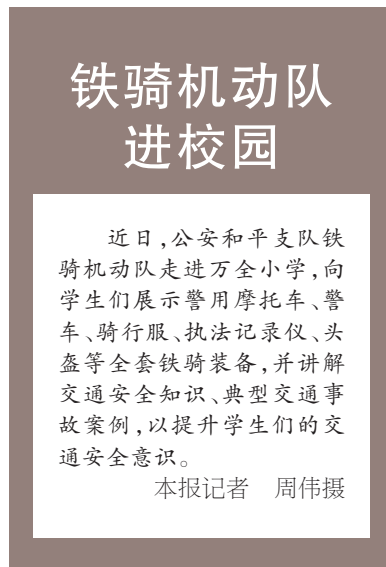 铁骑机动队
进校园
近日,公安和平支队铁
骑机动队走进万全小学,向
学生们展示警用摩托车、警
车、骑行服、执法记录仪、头
盔等全套铁骑装备,并讲解
交通安全知识、典型交通事
故案例,以提升学生们的交
通安全意识。
本报记者　周伟摄